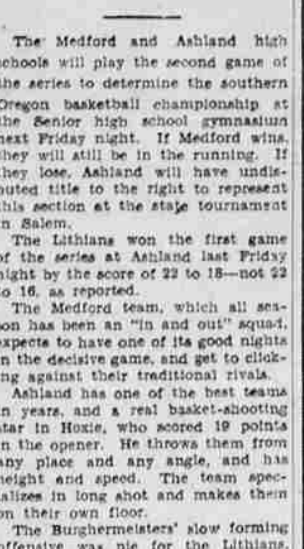 The Medford and Ashland high
schools will play the second game of
the series to determine the southern
Oregon basketball championship at
the Senior high school gymnasium
next Friday night. If Medford wins,
they will still be in the running. If
they lose, Ashland will have undis-
puted title to the right to represent
this section at the state tournament
in Salem.
The Lithians won the first game
of the series at Ashland last Friday
night by the score of 22 to 18—not 22
to 16, as reported.
The Medford team, which all sea-
son has been an "in and out" squad,
expects to have one of its good nights
in the decisive game, and get to click-
ing against their traditional rivals.
Ashland has one of the best teams
in years, and a real basket-shooting
star in Hoxie, who scored 19 points
in the opener. He throws them from
any place and any angle, and has
height and speed. The team spec-
ializes in long shot and makes them
on their own floor.
The Burghermeisters' slow forming
offensive was pie for the Lithians,